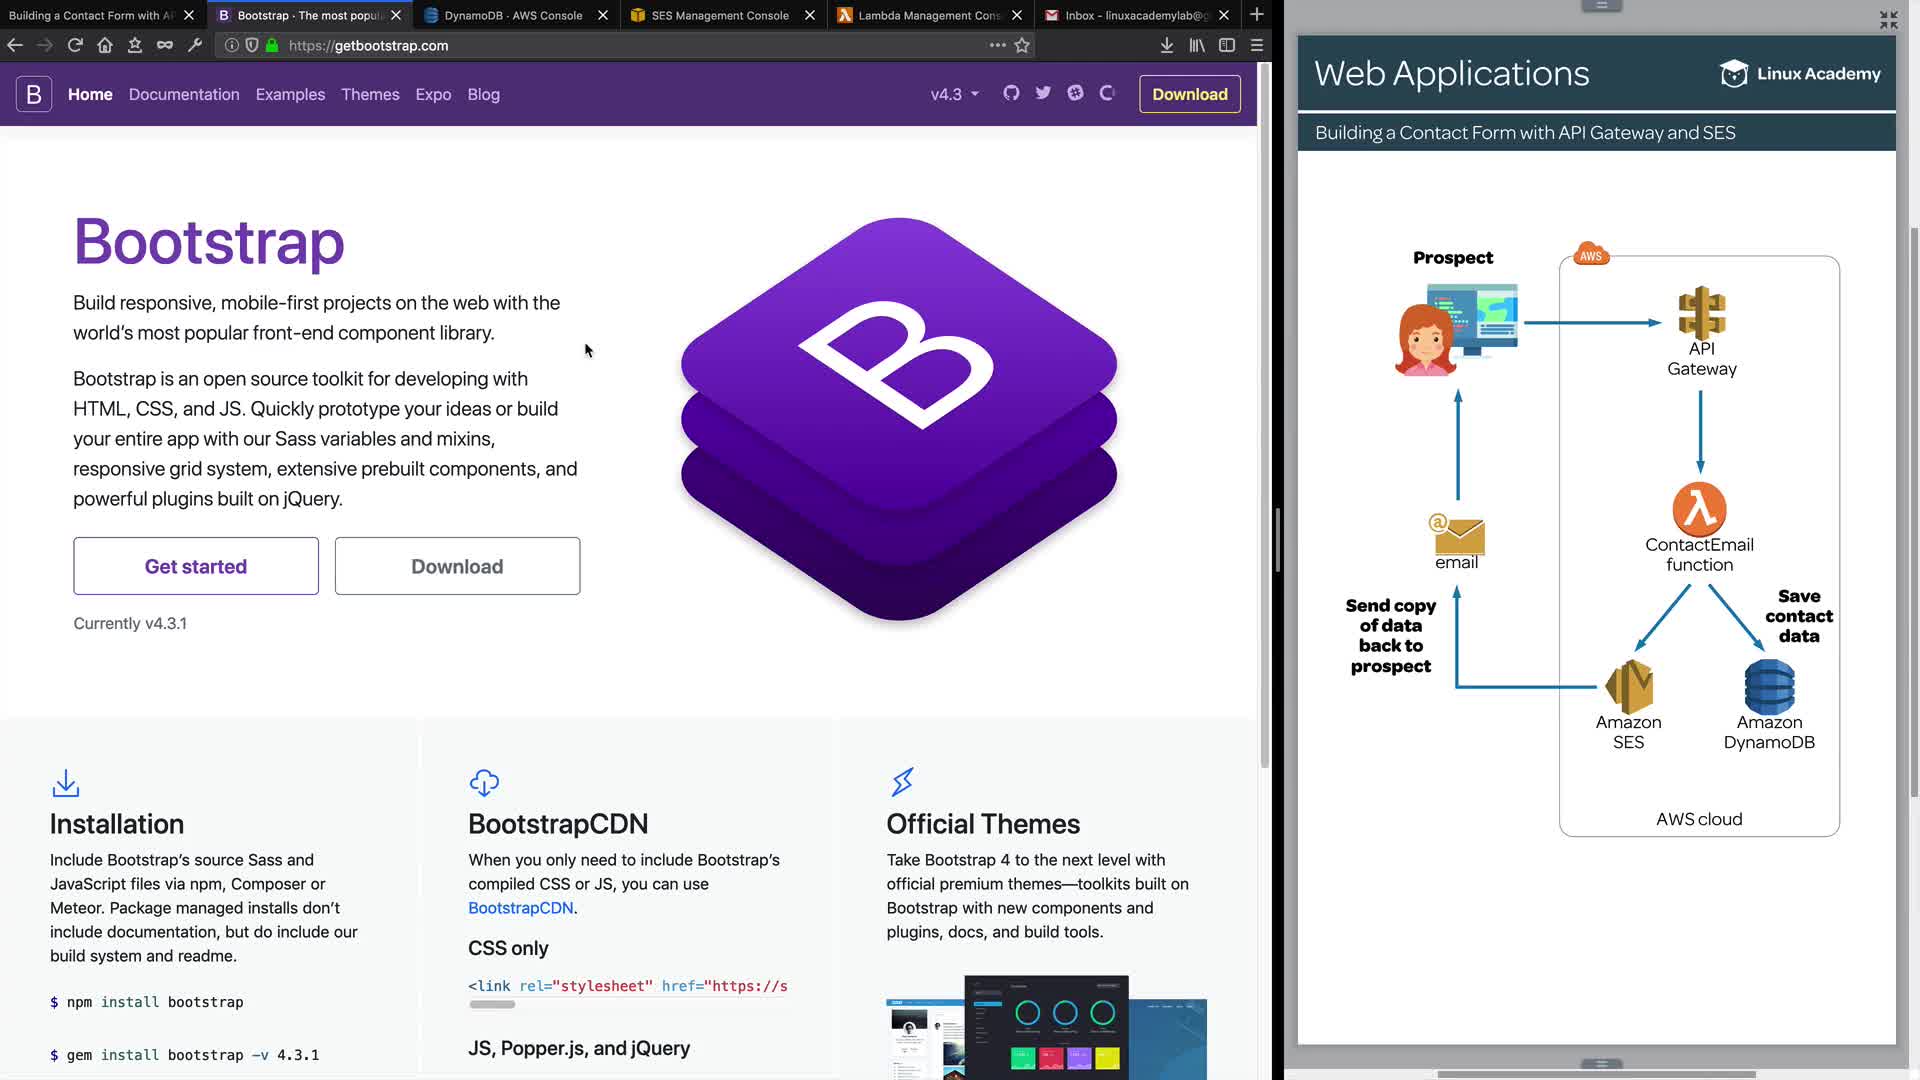 Building a Contact Form with AP
Bootstrap · The most popul
DynamoDB · AWS Console
SES Management Console
Lambda Management Cons
Inbox - linuxacademylab@g
https://getbootstrap.com
B
Home
Documentation
Examples
Themes
Expo
Blog
v4.3
Download
Bootstrap
Build responsive, mobile-first projects on the web with the
world's most popular front-end component library.
Bootstrap is an open source toolkit for developing with
HTML, CSS, and JS. Quickly prototype your ideas or build
your entire app with our Sass variables and mixins,
responsive grid system, extensive prebuilt components, and
powerful plugins built on jQuery.
Get started
Download
Currently v4.3.1
B
Installation
Include Bootstrap's source Sass and
JavaScript files via npm, Composer or
Meteor. Package managed installs don't
include documentation, but do include our
build system and readme.
$ npm install bootstrap
$ gem install bootstrap -v 4.3.1
BootstrapCDN
When you only need to include Bootstrap's
compiled CSS or JS, you can use
BootstrapCDN.
CSS only
<link rel="stylesheet" href="https://s
JS, Popper.js, and jQuery
Official Themes
Take Bootstrap 4 to the next level with
official premium themes—toolkits built on
Bootstrap with new components and
plugins, docs, and build tools.
Web Applications
Linux Academy
Building a Contact Form with API Gateway and SES
Prospect
AWS
API
Gateway
ContactEmail
function
@
email
Send copy
of data
back to
prospect
Save
contact
data
Amazon
SES
Amazon
DynamoDB
AWS cloud